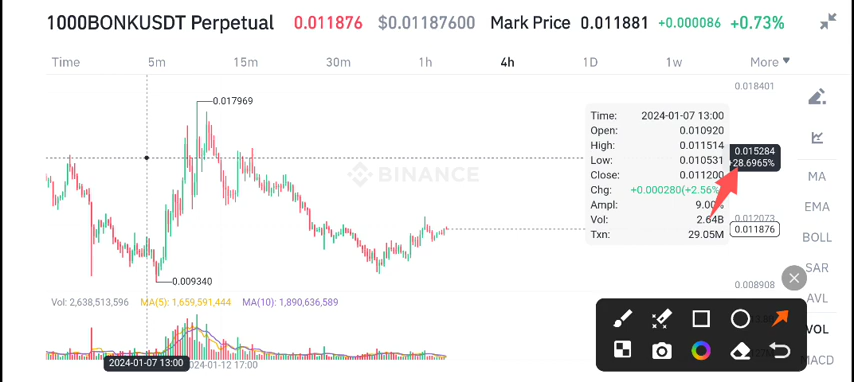 1000BONKUSDT Perpetual 0.011876 $0.01187600 Mark Price 0.011881 +0.000086 +0.73%
Time 5m 15m 30m 1h 4h 1D 1w More
0.018401
0.017969
Time: 2024-01-07 13:00
Open: 0.010920
High: 0.011514
Low: 0.010531
Close: 0.011200
Chg: +0.000280(+2.56%
Ampl: 9.00%
Vol: 2.64B
Txn: 29.05M
0.015284
+28.6965%
BINANCE
0.012073
0.011876
0.009340
0.008908
MA
EMA
BOLL
SAR
AVL
VOL
MACD
Vol: 2,638,513,596 MA(5): 1,659,591,444 MA(10): 1,890,636,589
2024-01-07 13:00
2024-01-12 17:00